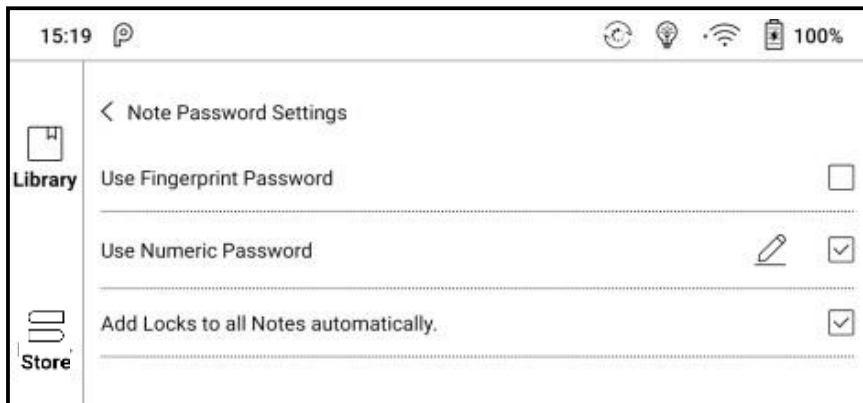 15:19 100%
Note Password Settings
Library
Use Fingerprint Password
Use Numeric Password
Add Locks to all Notes automatically.
Store